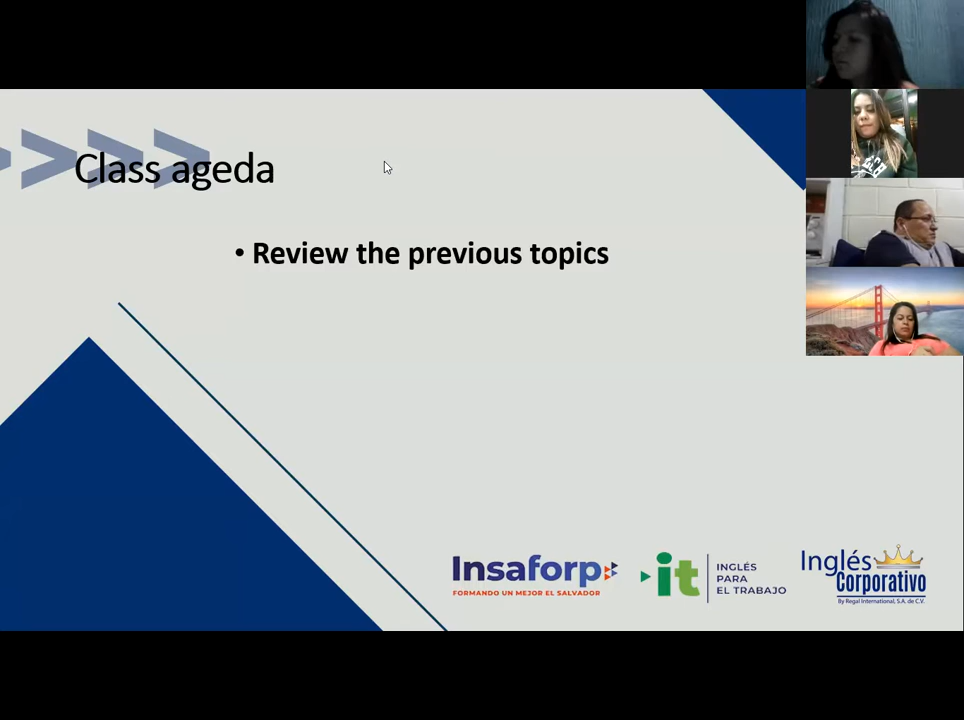 Class ageda
• Review the previous topics
Insaforp
FORMANDO UN MEJOR EL SALVADOR
it
INGLÉS
PARA
EL TRABAJO
Inglés
Corporativo
By Regal International, S.A. de C.V.